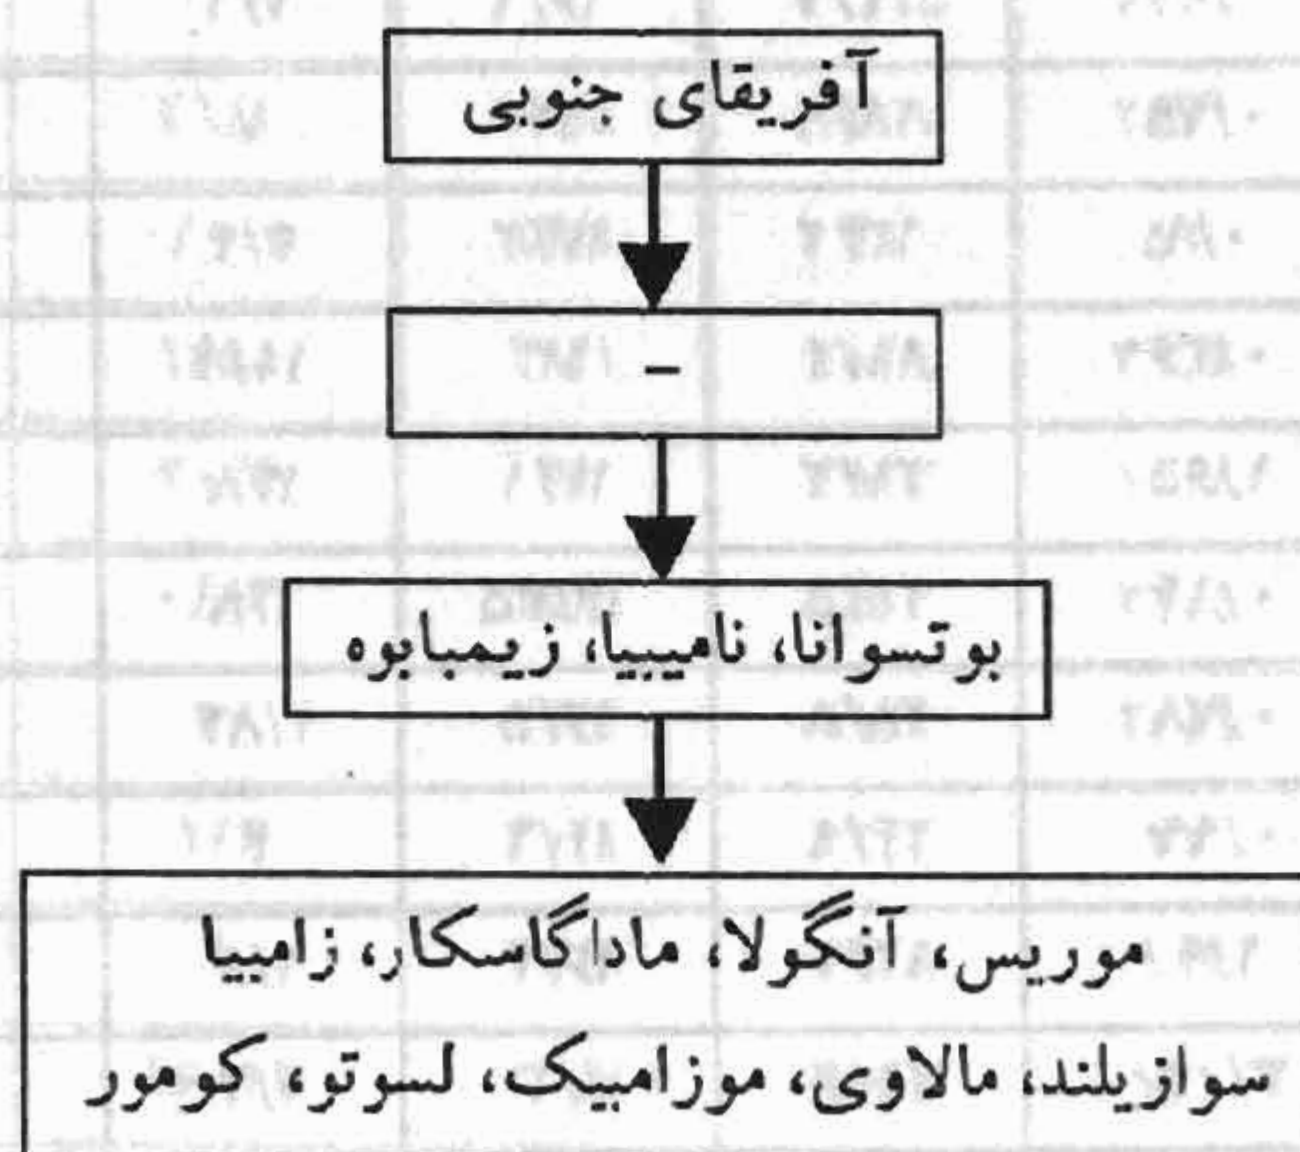 آفریقای جنوبی
–
بوتسوانا، نامیبیا، زیمبابوه
موریس، آنگولا، ماداگاسکار، زامبیا
سوازیلند، مالاوی، موزامبیک، لسوتو، کومور